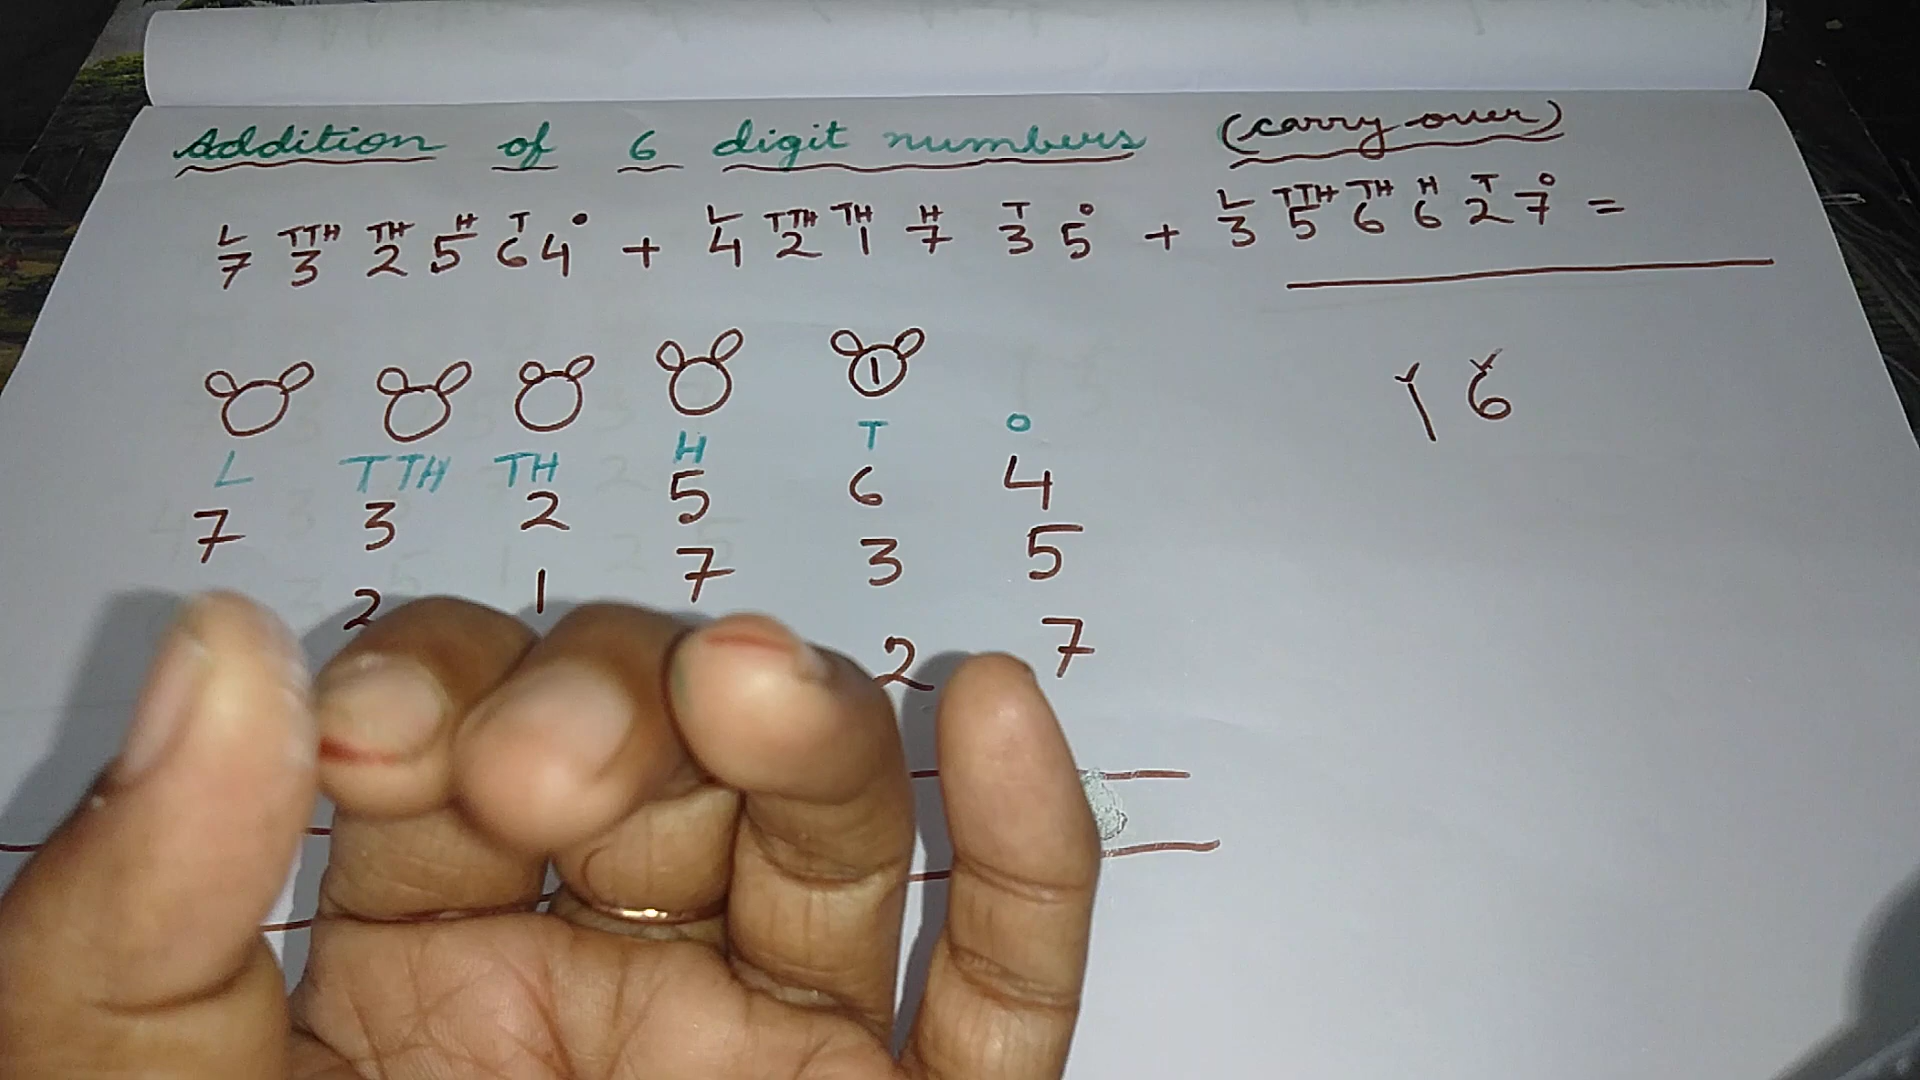 Addition of 6 digit numbers (carry over)
L TTH TH H T O L TTH TH H T O L TTH TH H T O
7 3 2 5 6 4 + 4 2 1 7 3 5 + 3 5 6 6 2 7 =
1
1 6
L TTH TH H T O
7 3 2 5 6 4
2 1 7 3 5
2 7